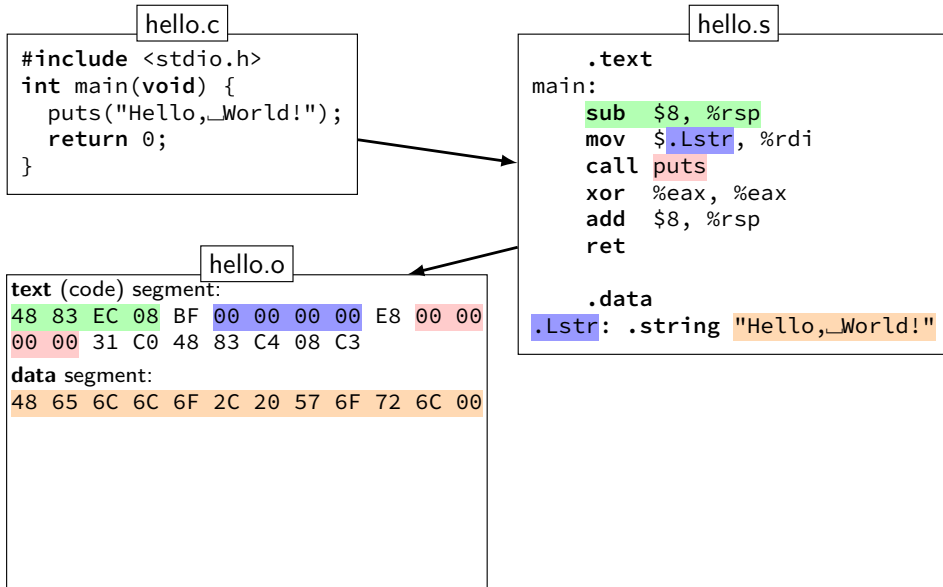 hello.c
#include <stdio.h>
int main(void) {
  puts("Hello,␣World!");
  return 0;
}
hello.s
    .text
main:
    sub  $8, %rsp
    mov  $.Lstr, %rdi
    call puts
    xor  %eax, %eax
    add  $8, %rsp
    ret
    .data
.Lstr: .string "Hello,␣World!"
hello.o
text (code) segment:
48 83 EC 08 BF 00 00 00 00 E8 00 00
00 00 31 C0 48 83 C4 08 C3
data segment:
48 65 6C 6C 6F 2C 20 57 6F 72 6C 00